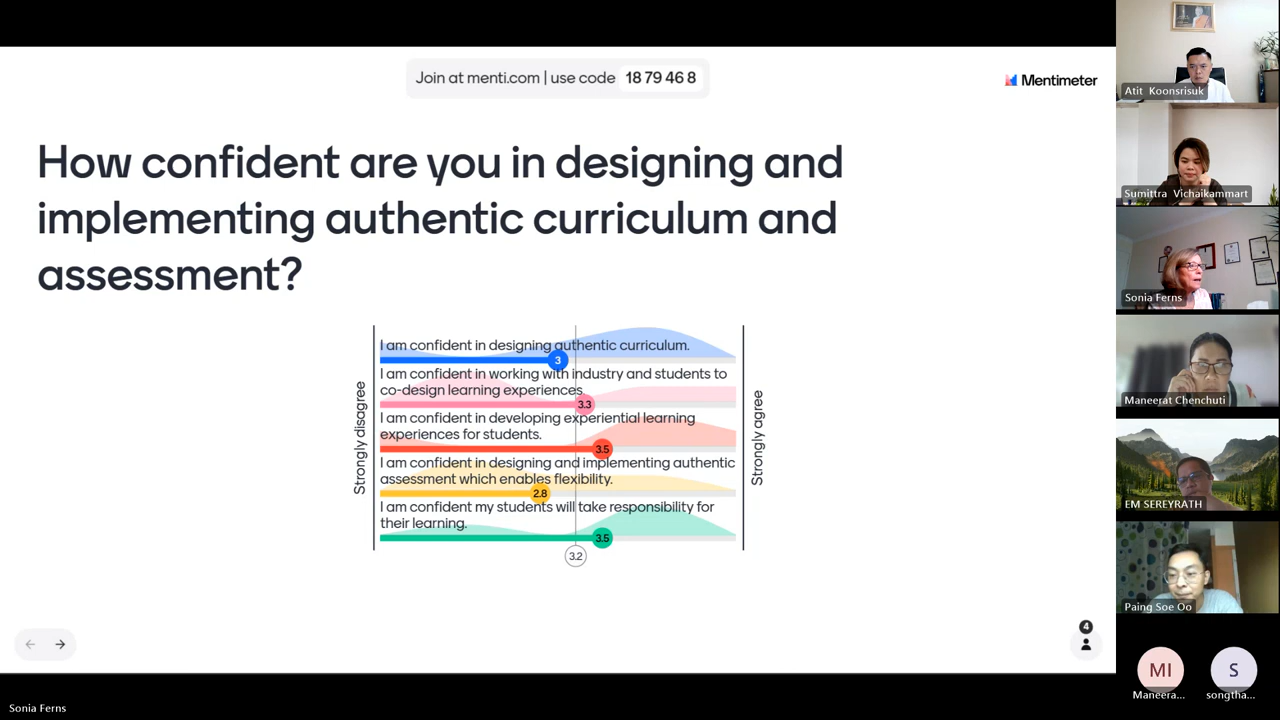 Join at menti.com | use code 18 79 46 8
Mentimeter
How confident are you in designing and
implementing authentic curriculum and
assessment?
Strongly disagree
I am confident in designing authentic curriculum.
3
I am confident in working with industry and students to
co-design learning experiences.
3.3
I am confident in developing experiential learning
experiences for students.
3.5
I am confident in designing and implementing authentic
assessment which enables flexibility.
2.8
I am confident my students will take responsibility for
their learning.
3.5
3.2
Strongly agree
4
Sonia Ferns
Atit Koonsrisuk
Sumittra Vichaikammart
Sonia Ferns
Maneerat Chenchuti
EM SEREYRATH
Paing Soe Oo
MI
Maneera...
S
songtha...